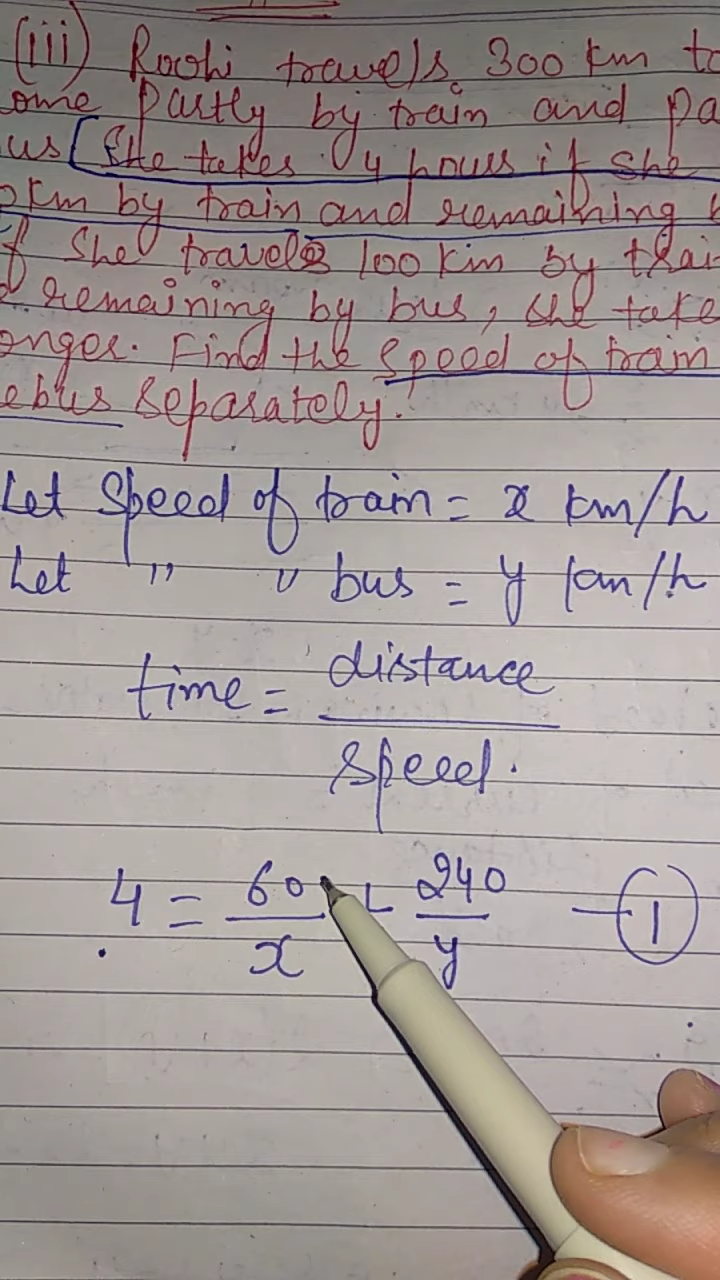 (iii) Roohi travels 300 km to
ome partly by train and pa
us (She takes 4 hours if she
0km by train and remaining
f She travels 100 km by trai
remaining by bus, she take
onger. Find the speed of train
e bus separately.
Let speed of train = x km/h
Let " " bus = y km/h
time = distance
speed.
4 = 60/x + 240/y — 1